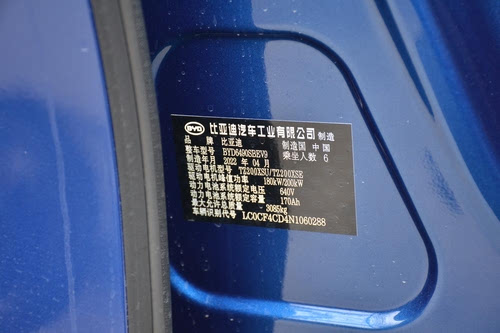 BYD 比亚迪汽车工业有限公司 制造
品 牌 比亚迪 制造国 中国
整车型号 BYD6490SBEV9 乘坐人数 6
制造年月 2022 年 04 月
驱动电机型号 TZ200XSU/TZ200XSE
驱动电机峰值功率 180kW/200kW
动力电池系统额定电压 640V
动力电池系统额定容量 170Ah
最大允许总质量 3085kg
车辆识别代号 LC0CF4CD4N1060288